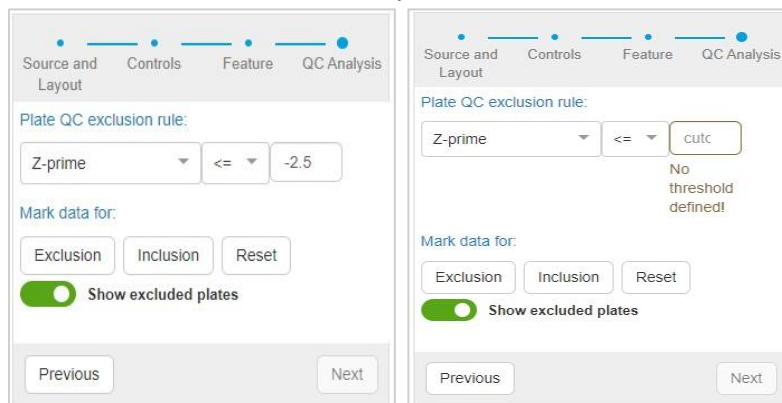 Source and Layout
Controls
Feature
QC Analysis
Plate QC exclusion rule:
Z-prime
<=
-2.5
Mark data for:
Exclusion
Inclusion
Reset
Show excluded plates
Previous
Next
Source and Layout
Controls
Feature
QC Analysis
Plate QC exclusion rule:
Z-prime
<=
cutc
No
threshold
defined!
Mark data for:
Exclusion
Inclusion
Reset
Show excluded plates
Previous
Next